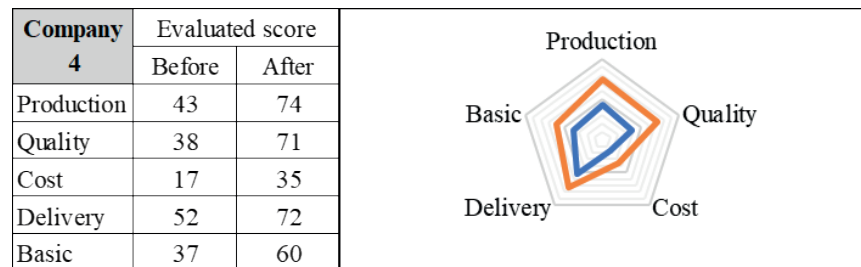 Company 4 Evaluated score
Before After
Production 43 74
Quality 38 71
Cost 17 35
Delivery 52 72
Basic 37 60
Production
Basic Quality
Delivery Cost